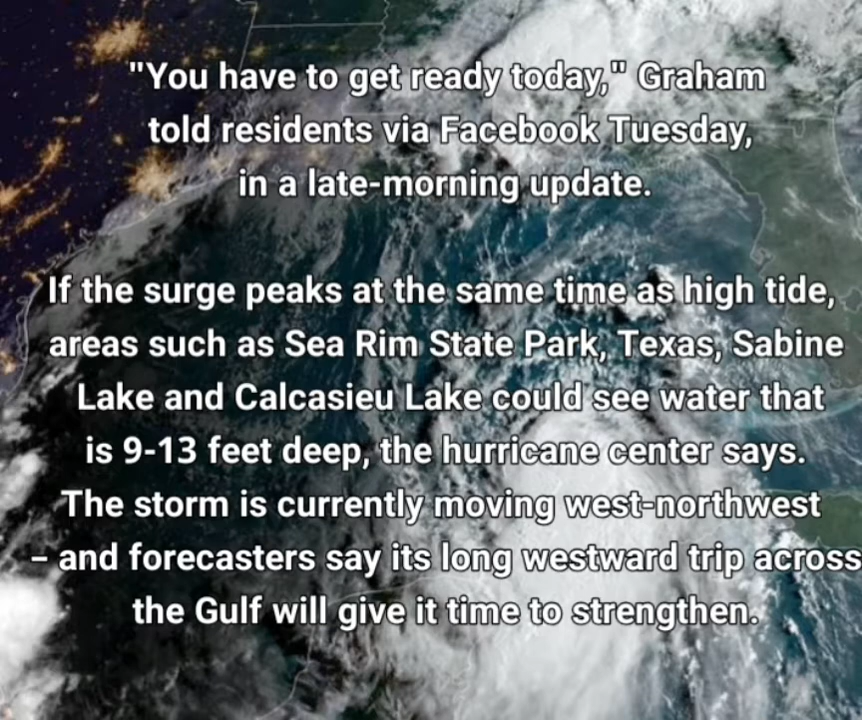 "You have to get ready today," Graham
told residents via Facebook Tuesday,
in a late-morning update.
If the surge peaks at the same time as high tide,
areas such as Sea Rim State Park, Texas, Sabine
Lake and Calcasieu Lake could see water that
is 9-13 feet deep, the hurricane center says.
The storm is currently moving west-northwest
– and forecasters say its long westward trip across
the Gulf will give it time to strengthen.